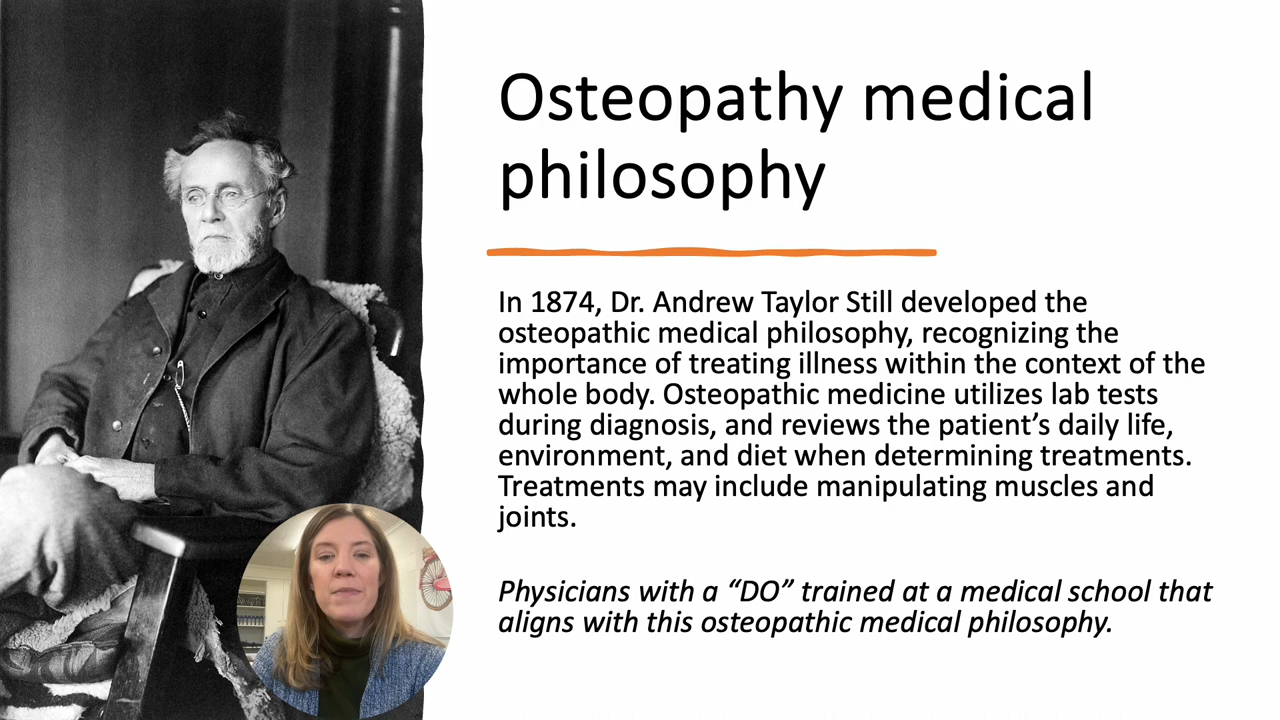 Osteopathy medical
philosophy
In 1874, Dr. Andrew Taylor Still developed the
osteopathic medical philosophy, recognizing the
importance of treating illness within the context of the
whole body. Osteopathic medicine utilizes lab tests
during diagnosis, and reviews the patient’s daily life,
environment, and diet when determining treatments.
Treatments may include manipulating muscles and
joints.
Physicians with a “DO” trained at a medical school that
aligns with this osteopathic medical philosophy.